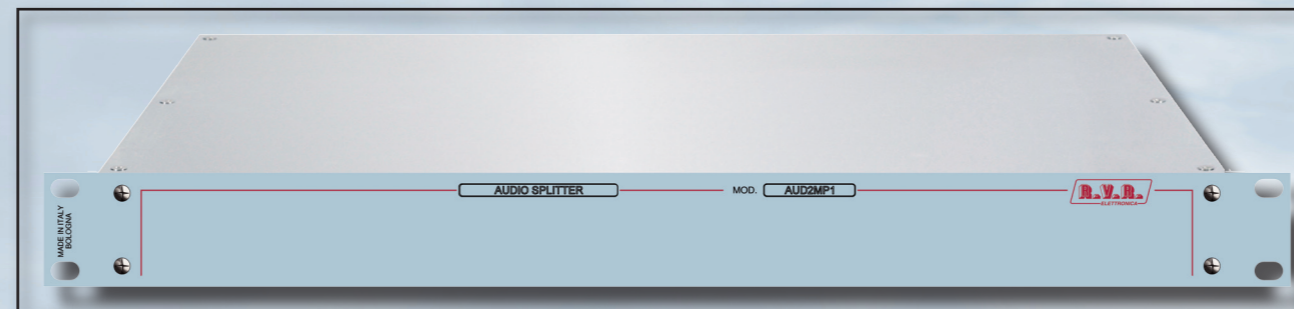 AUDIO SPLITTER
MOD. AUD2MP1
R.V.R.
ELETTRONICA
MADE IN ITALY
BOLOGNA